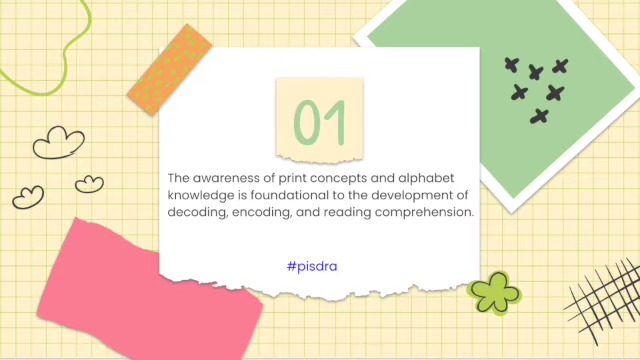 01
The awareness of print concepts and alphabet
knowledge is foundational to the development of
decoding, encoding, and reading comprehension.
#pisdra